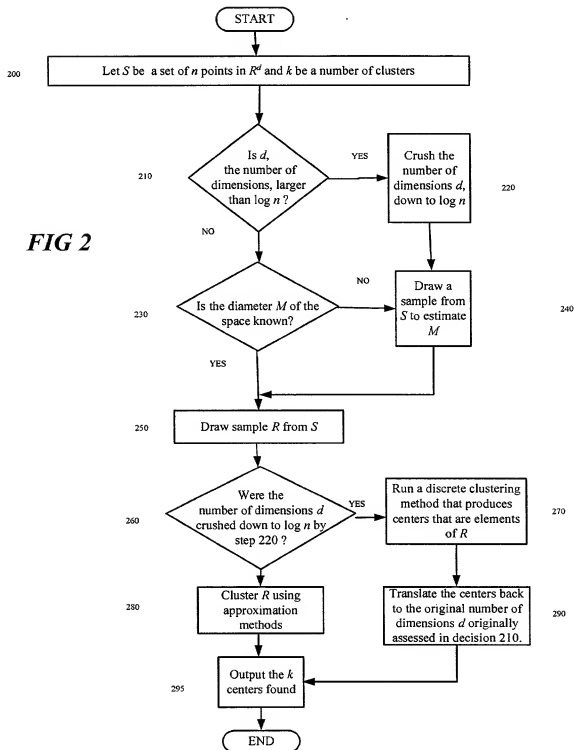 START
200
Let S be a set of n points in R^d and k be a number of clusters
210
Is d,
the number of
dimensions, larger
than log n ?
YES
Crush the
number of
dimensions d,
down to log n
220
NO
FIG 2
230
Is the diameter M of the
space known?
NO
Draw a
sample from
S to estimate
M
240
YES
250
Draw sample R from S
260
Were the
number of dimensions d
crushed down to log n by
step 220 ?
YES
Run a discrete clustering
method that produces
centers that are elements
of R
270
280
Cluster R using
approximation
methods
Translate the centers back
to the original number of
dimensions d originally
assessed in decision 210.
290
295
Output the k
centers found
END